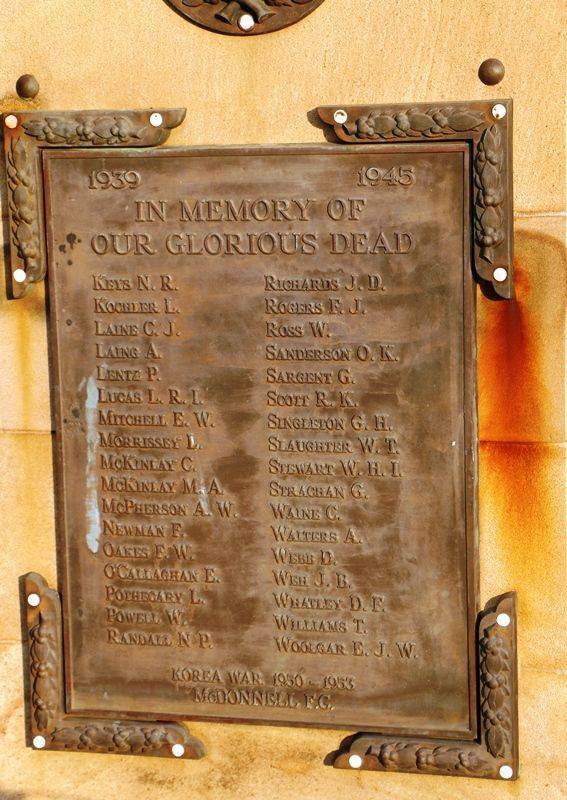 1939 1945
IN MEMORY OF
OUR GLORIOUS DEAD
KEYS N. R.
KOCHLER L.
LAINE C. J.
LAING A.
LENTZ P.
LUCAS L. R. I.
MITCHELL E. W.
MORRISSEY L.
MCKINLAY C.
MCKINLAY M. A.
MCPHERSON A. W.
NEWMAN F.
OAKES F. W.
O'CALLAGHAN E.
POTHECARY L.
POWELL W.
RANDALL N P.
RICHARDS J. D.
ROGERS F. J.
ROSS W.
SANDERSON O. K.
SARGENT G.
SCOTT R. K.
SINGLETON G. H.
SLAUGHTER W. T.
STEWART W. H. I.
STRACHAN G.
WAINE C.
WALTERS A.
WEBB D.
WEH J. B.
WHATLEY D. F.
WILLIAMS T.
WOOLGAR E. J. W.
KOREA WAR. 1950 - 1953
McDONNELL F.G.